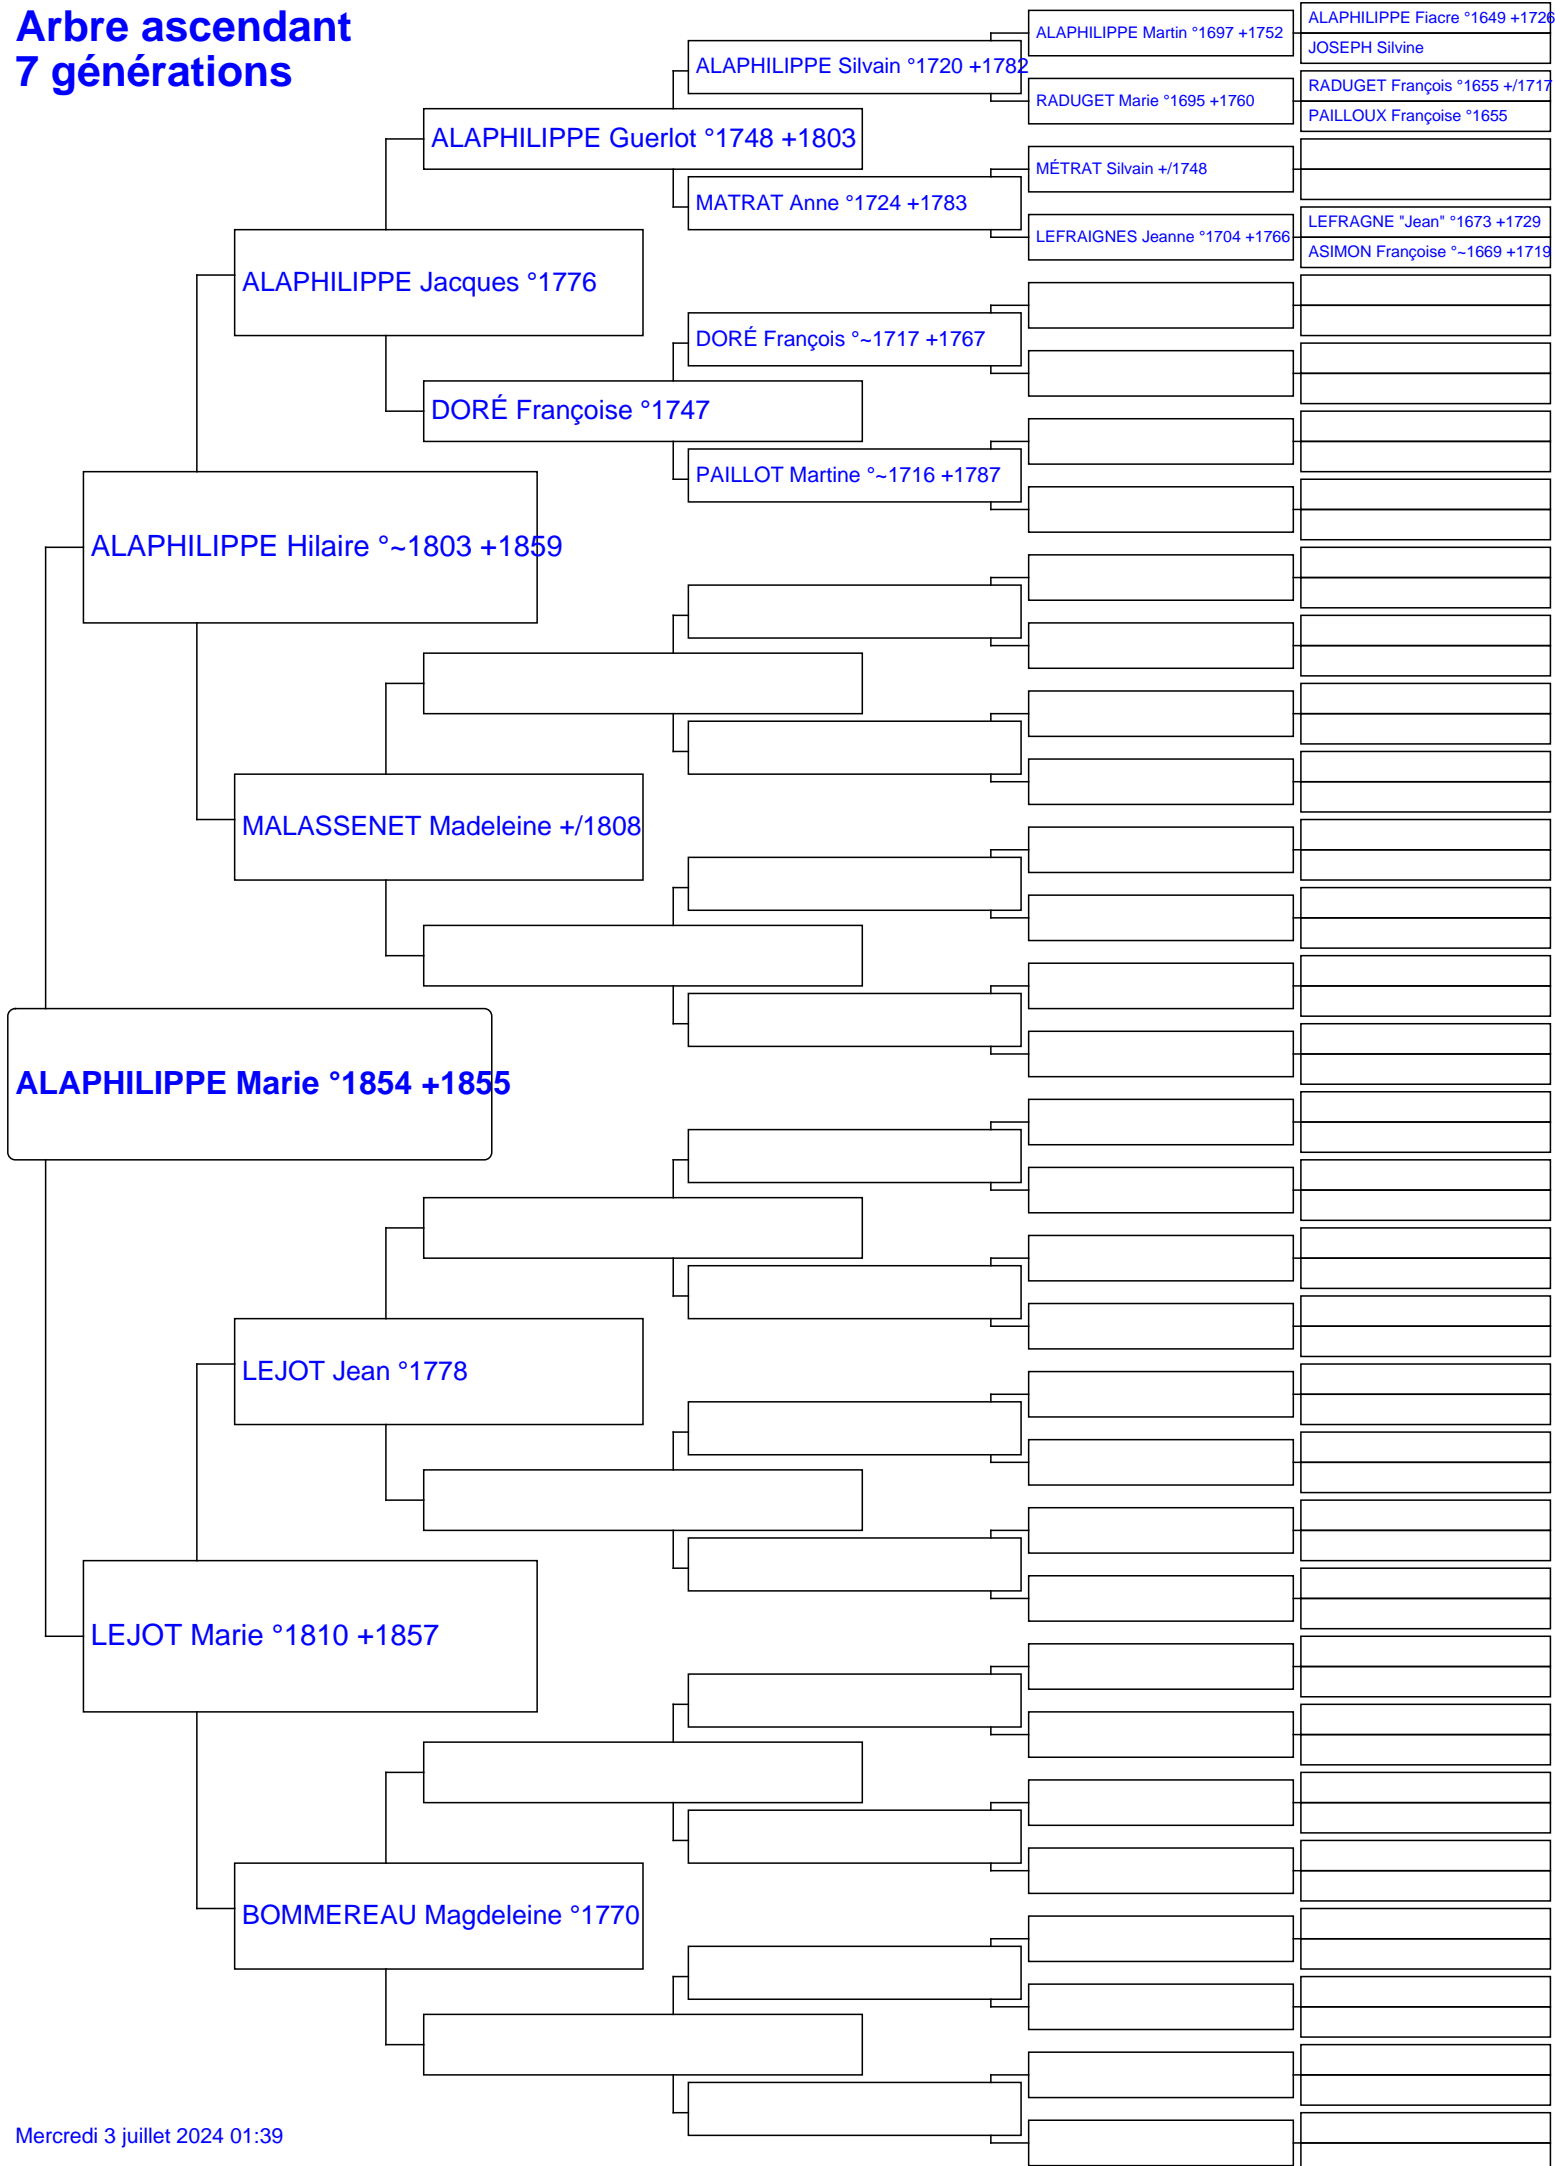 Arbre ascendant
7 générations
ALAPHILIPPE Fiacre °1649 +1726
ALAPHILIPPE Martin °1697 +1752
JOSEPH Silvine
ALAPHILIPPE Silvain °1720 +1782
RADUGET François °1655 +/1717
RADUGET Marie °1695 +1760
PAILLOUX Françoise °1655
ALAPHILIPPE Guerlot °1748 +1803
MÉTRAT Silvain +/1748
MATRAT Anne °1724 +1783
LEFRAGNE "Jean" °1673 +1729
LEFRAIGNES Jeanne °1704 +1766
ASIMON Françoise °~1669 +1719
ALAPHILIPPE Jacques °1776
DORÉ François °~1717 +1767
DORÉ Françoise °1747
PAILLOT Martine °~1716 +1787
ALAPHILIPPE Hilaire °~1803 +1859
MALASSENET Madeleine +/1808
ALAPHILIPPE Marie °1854 +1855
LEJOT Jean °1778
LEJOT Marie °1810 +1857
BOMMEREAU Magdeleine °1770
Mercredi 3 juillet 2024 01:39